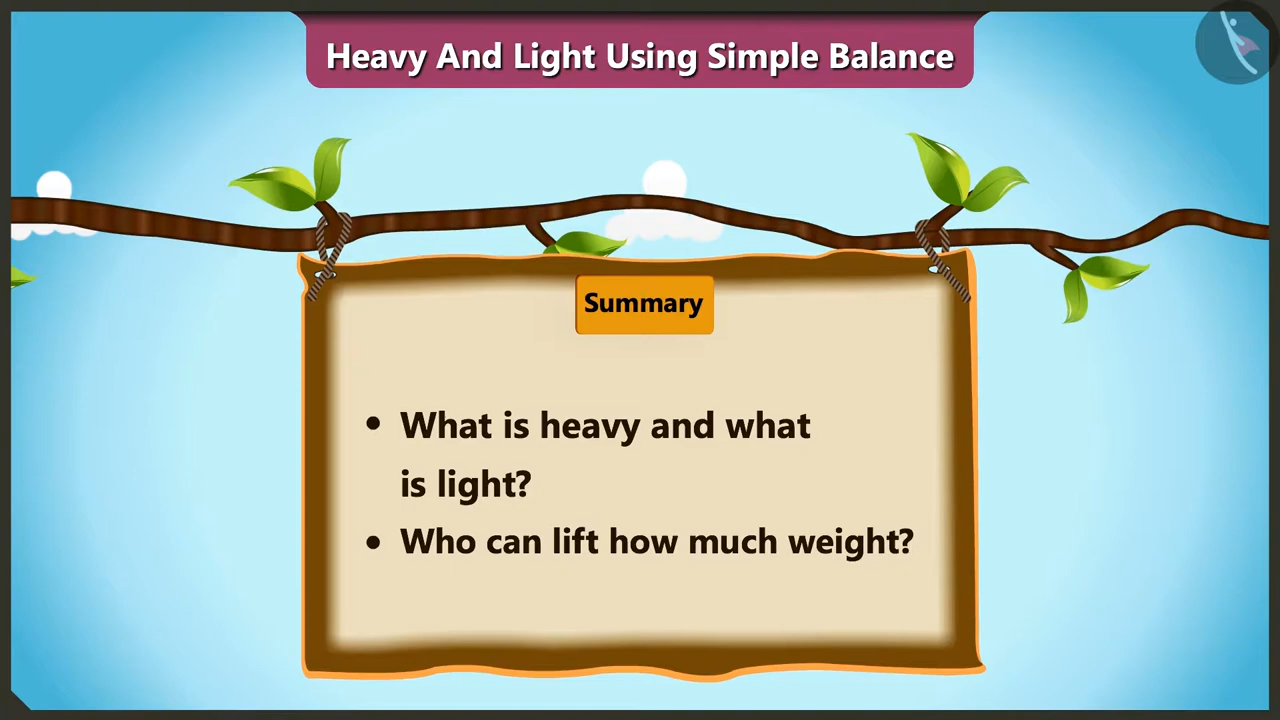 Heavy And Light Using Simple Balance
Summary
• What is heavy and what
is light?
• Who can lift how much weight?